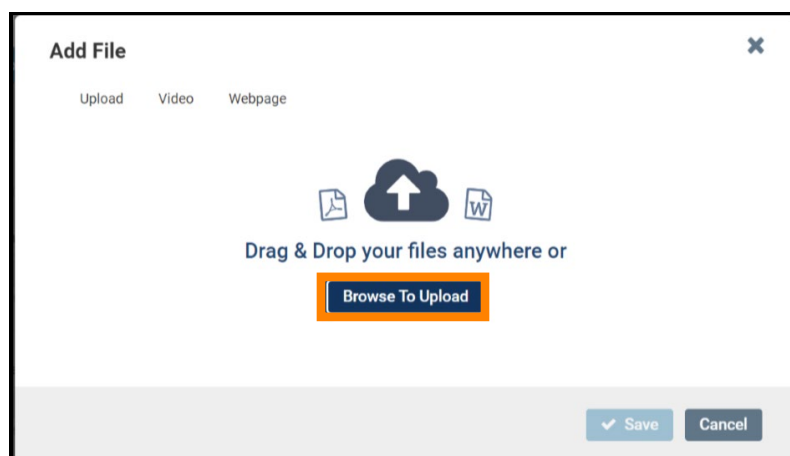 Add File
Upload Video Webpage
W
Drag & Drop your files anywhere or
Browse To Upload
Save Cancel